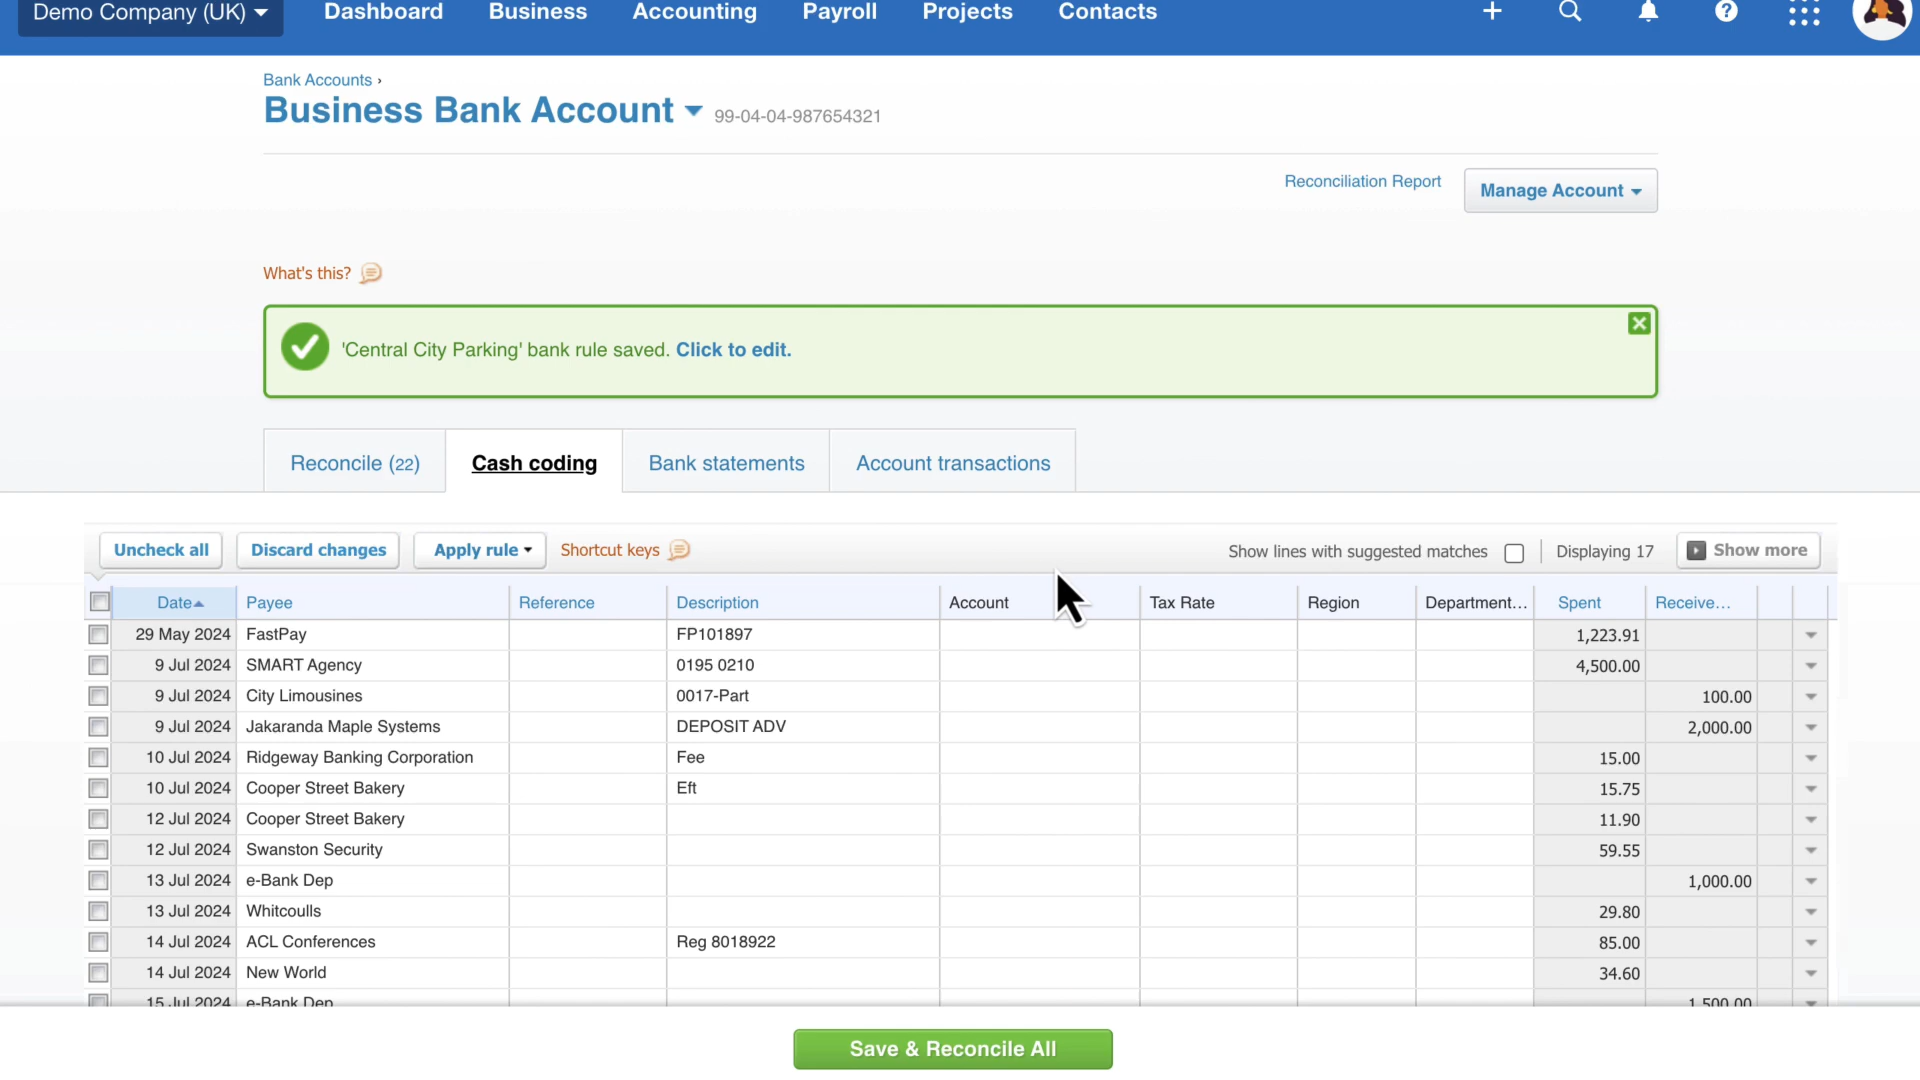 Demo Company (UK) Dashboard Business Accounting Payroll Projects Contacts
Bank Accounts ›
Business Bank Account 99-04-04-987654321
Reconciliation Report Manage Account
What's this?
'Central City Parking' bank rule saved. Click to edit.
Reconcile (22) Cash coding Bank statements Account transactions
Uncheck all Discard changes Apply rule Shortcut keys Show lines with suggested matches Displaying 17 Show more
Date Payee Reference Description Account Tax Rate Region Department... Spent Receive...
29 May 2024 FastPay FP101897 1,223.91
9 Jul 2024 SMART Agency 0195 0210 4,500.00
9 Jul 2024 City Limousines 0017-Part 100.00
9 Jul 2024 Jakaranda Maple Systems DEPOSIT ADV 2,000.00
10 Jul 2024 Ridgeway Banking Corporation Fee 15.00
10 Jul 2024 Cooper Street Bakery Eft 15.75
12 Jul 2024 Cooper Street Bakery 11.90
12 Jul 2024 Swanston Security 59.55
13 Jul 2024 e-Bank Dep 1,000.00
13 Jul 2024 Whitcoulls 29.80
14 Jul 2024 ACL Conferences Reg 8018922 85.00
14 Jul 2024 New World 34.60
15 Jul 2024 e-Bank Dep 1,500.00
Save & Reconcile All